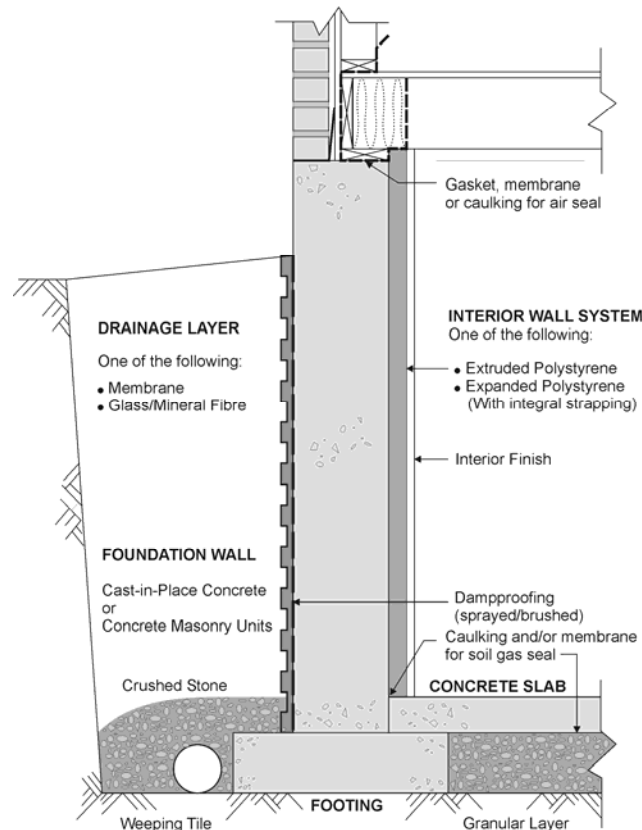 Gasket, membrane
or caulking for air seal
DRAINAGE LAYER
One of the following:
• Membrane
• Glass/Mineral Fibre
INTERIOR WALL SYSTEM
One of the following:
• Extruded Polystyrene
• Expanded Polystyrene
(With integral strapping)
Interior Finish
FOUNDATION WALL
Cast-in-Place Concrete
or
Concrete Masonry Units
Dampproofing
(sprayed/brushed)
Caulking and/or membrane
for soil gas seal
Crushed Stone
CONCRETE SLAB
Weeping Tile
FOOTING
Granular Layer